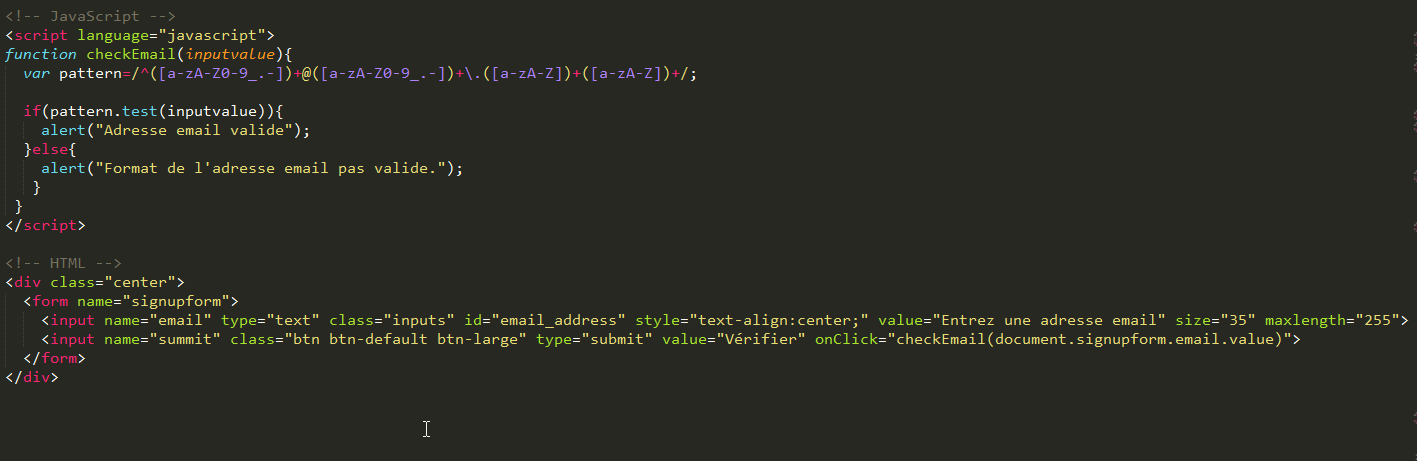 <!-- JavaScript -->
<script language="javascript">
function checkEmail(inputvalue){
var pattern=/^([a-zA-Z0-9_.-])+@([a-zA-Z0-9_.-])+\.([a-zA-Z])+([a-zA-Z])+/;
if(pattern.test(inputvalue)){
alert("Adresse email valide");
}else{
alert("Format de l'adresse email pas valide.");
}
}
</script>
<!-- HTML -->
<div class="center">
<form name="signupform">
<input name="email" type="text" class="inputs" id="email_address" style="text-align:center;" value="Entrez une adresse email" size="35" maxlength="255">
<input name="summit" class="btn btn-default btn-large" type="submit" value="Vérifier" onClick="checkEmail(document.signupform.email.value)">
</form>
</div>